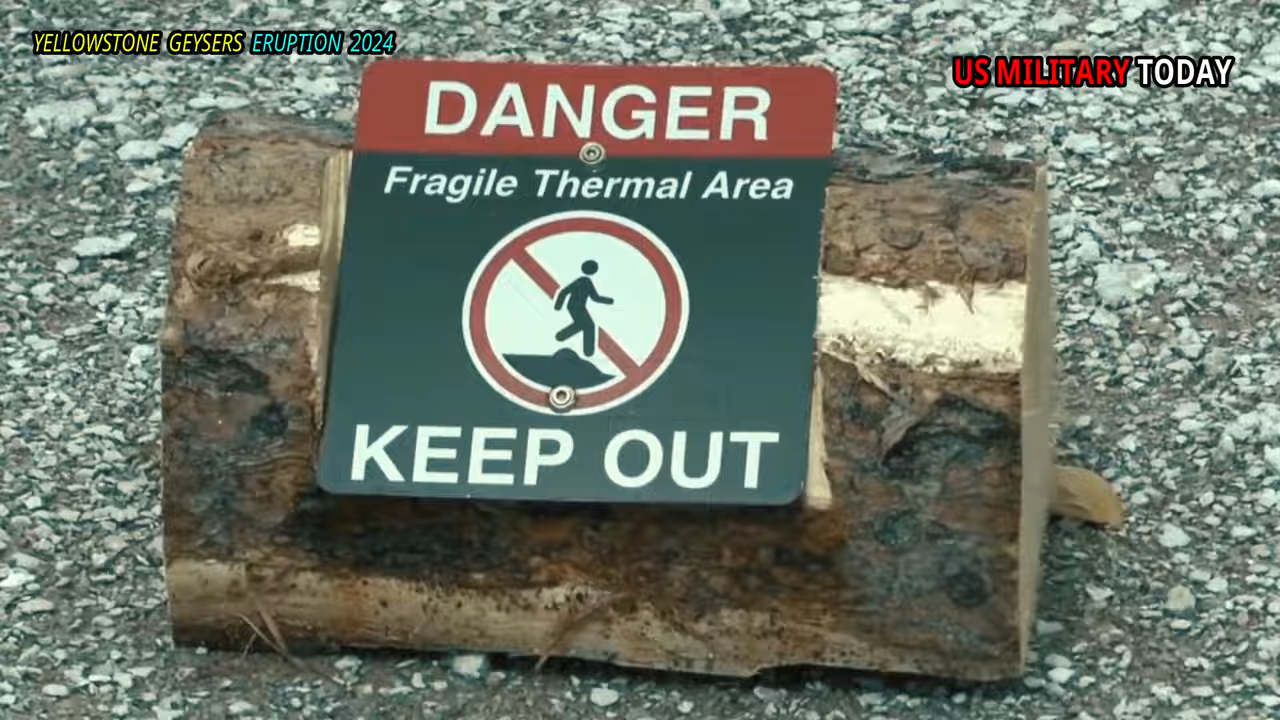 YELLOWSTONE GEYSERS ERUPTION 2024
US MILITARY TODAY
DANGER
Fragile Thermal Area
KEEP OUT